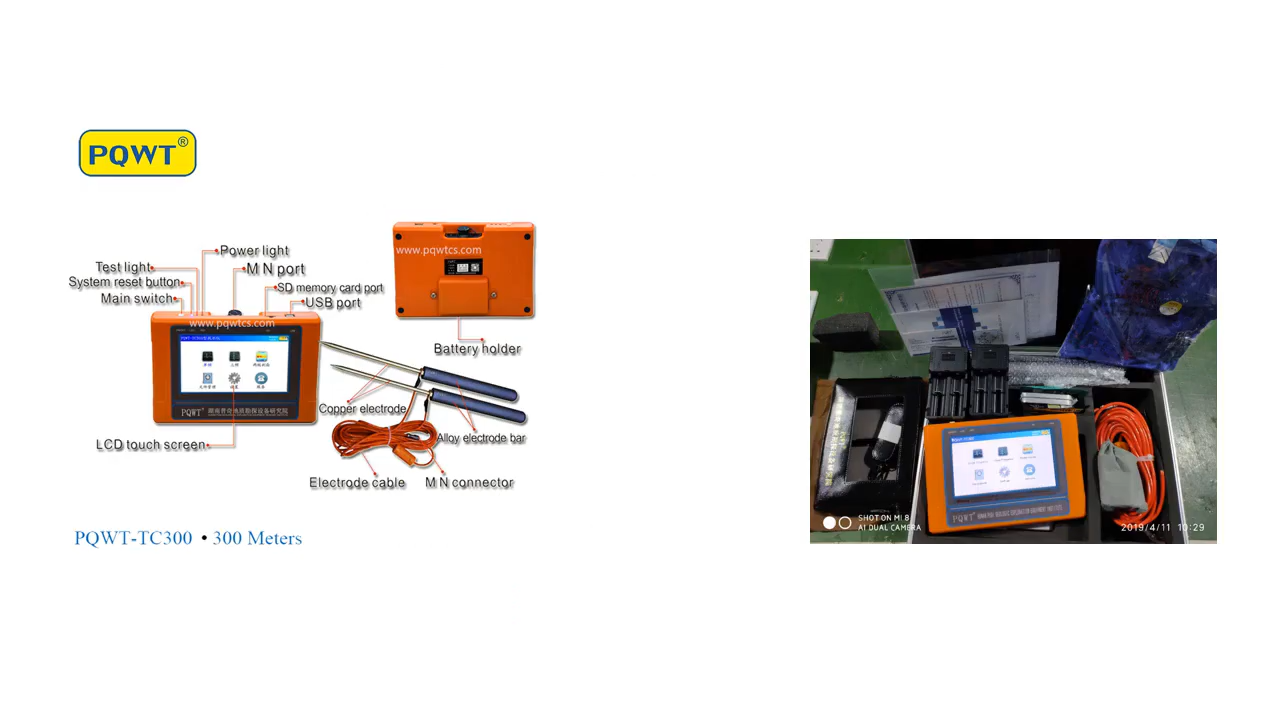 PQWT®
Power light
Test light
M N port
System reset button
SD memory card port
Main switch
USB port
www.pqwtcs.com
www.pqwtcs.com
Battery holder
PQWT
Copper electrode
Alloy electrode bar
LCD touch screen
Electrode cable
M N connector
PQWT-TC300 • 300 Meters
PQWT
SHOT ON MI 8
AI DUAL CAMERA
2019/4/11 10:29